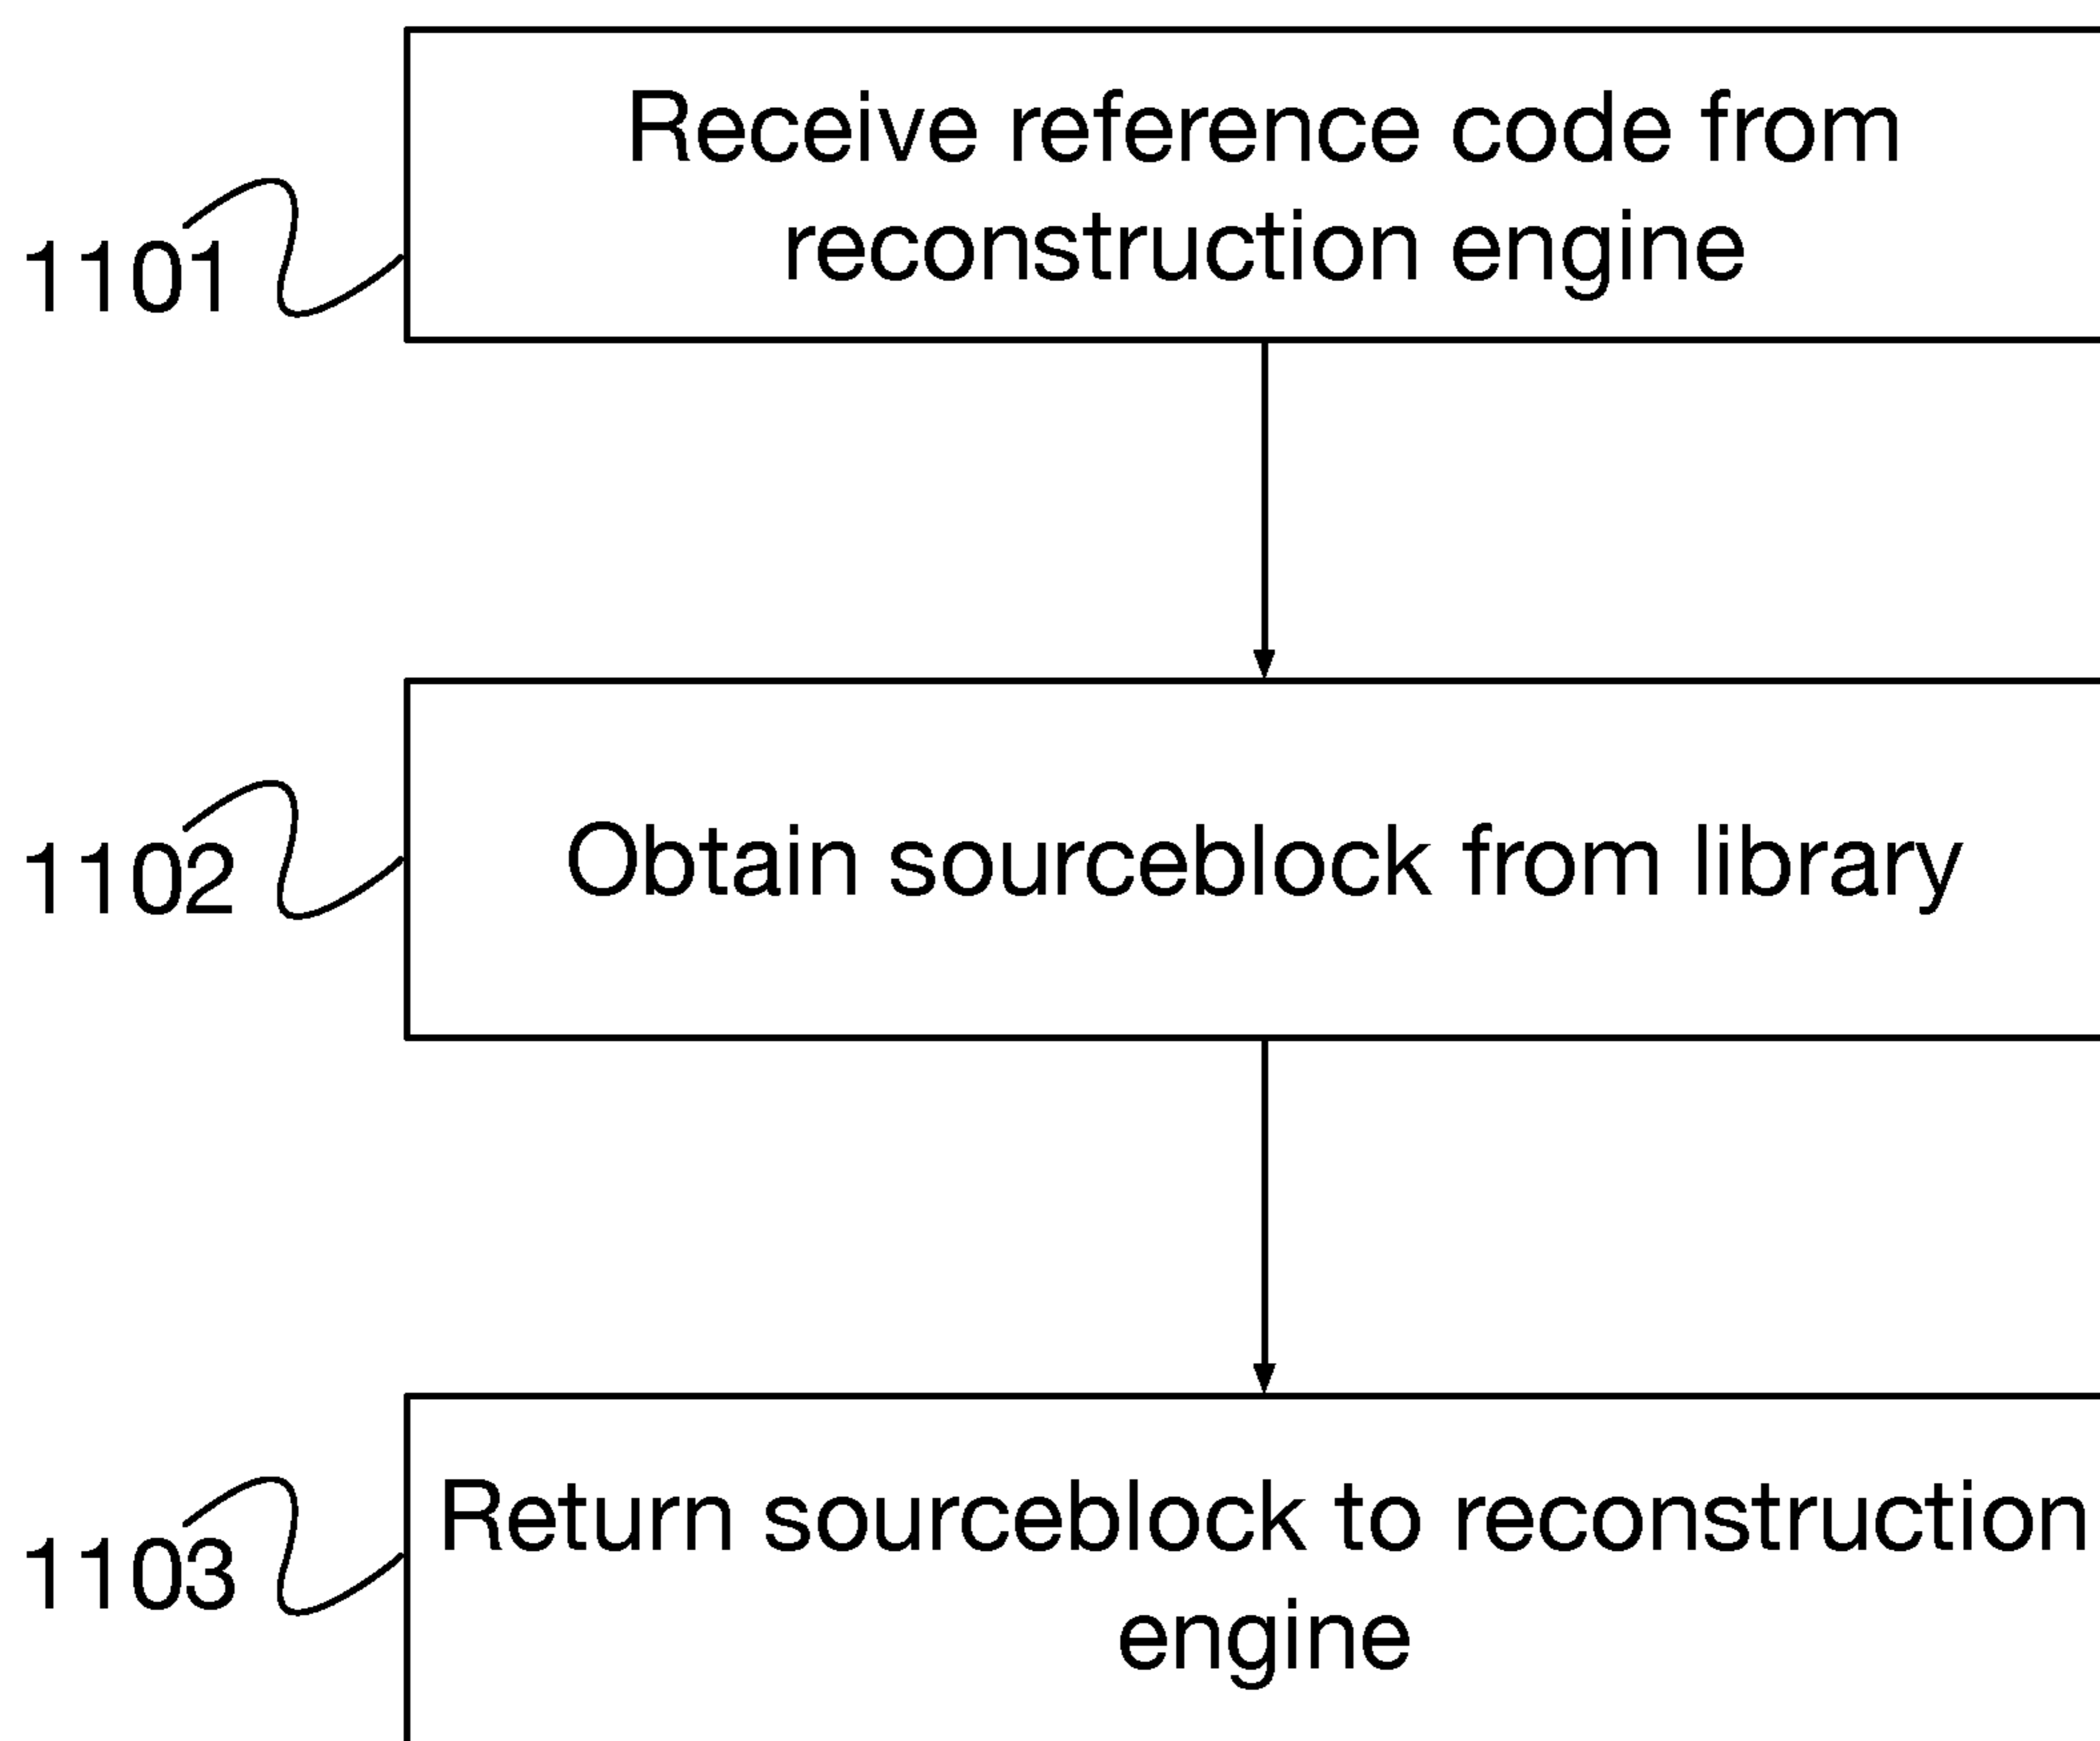 Receive reference code from
reconstruction engine
1101
Obtain sourceblock from library
1102
Return sourceblock to reconstruction
engine
1103